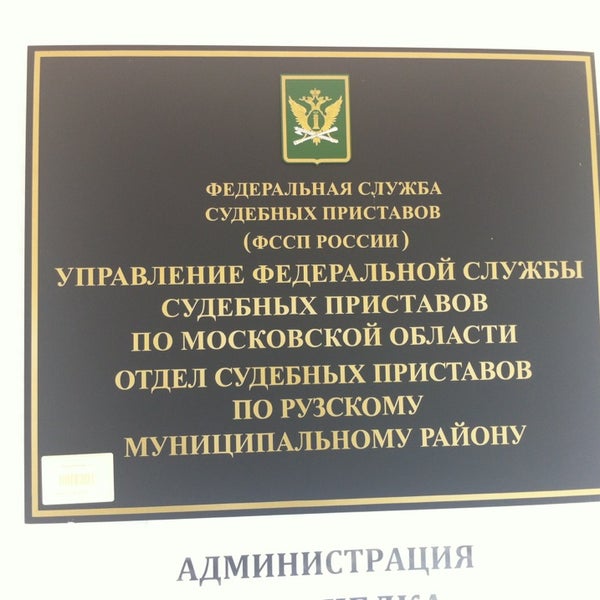 ФЕДЕРАЛЬНАЯ СЛУЖБА
СУДЕБНЫХ ПРИСТАВОВ
(ФССП РОССИИ)
УПРАВЛЕНИЕ ФЕДЕРАЛЬНОЙ СЛУЖБЫ
СУДЕБНЫХ ПРИСТАВОВ
ПО МОСКОВСКОЙ ОБЛАСТИ
ОТДЕЛ СУДЕБНЫХ ПРИСТАВОВ
ПО РУЗСКОМУ
МУНИЦИПАЛЬНОМУ РАЙОНУ
АДМИНИСТРАЦИЯ